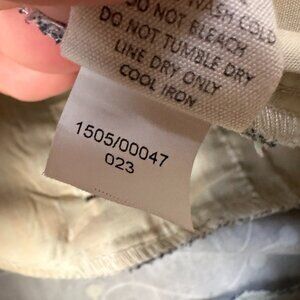 WASH COLD
DO NOT BLEACH
DO NOT TUMBLE DRY
LINE DRY ONLY
COOL IRON
1505/00047
023